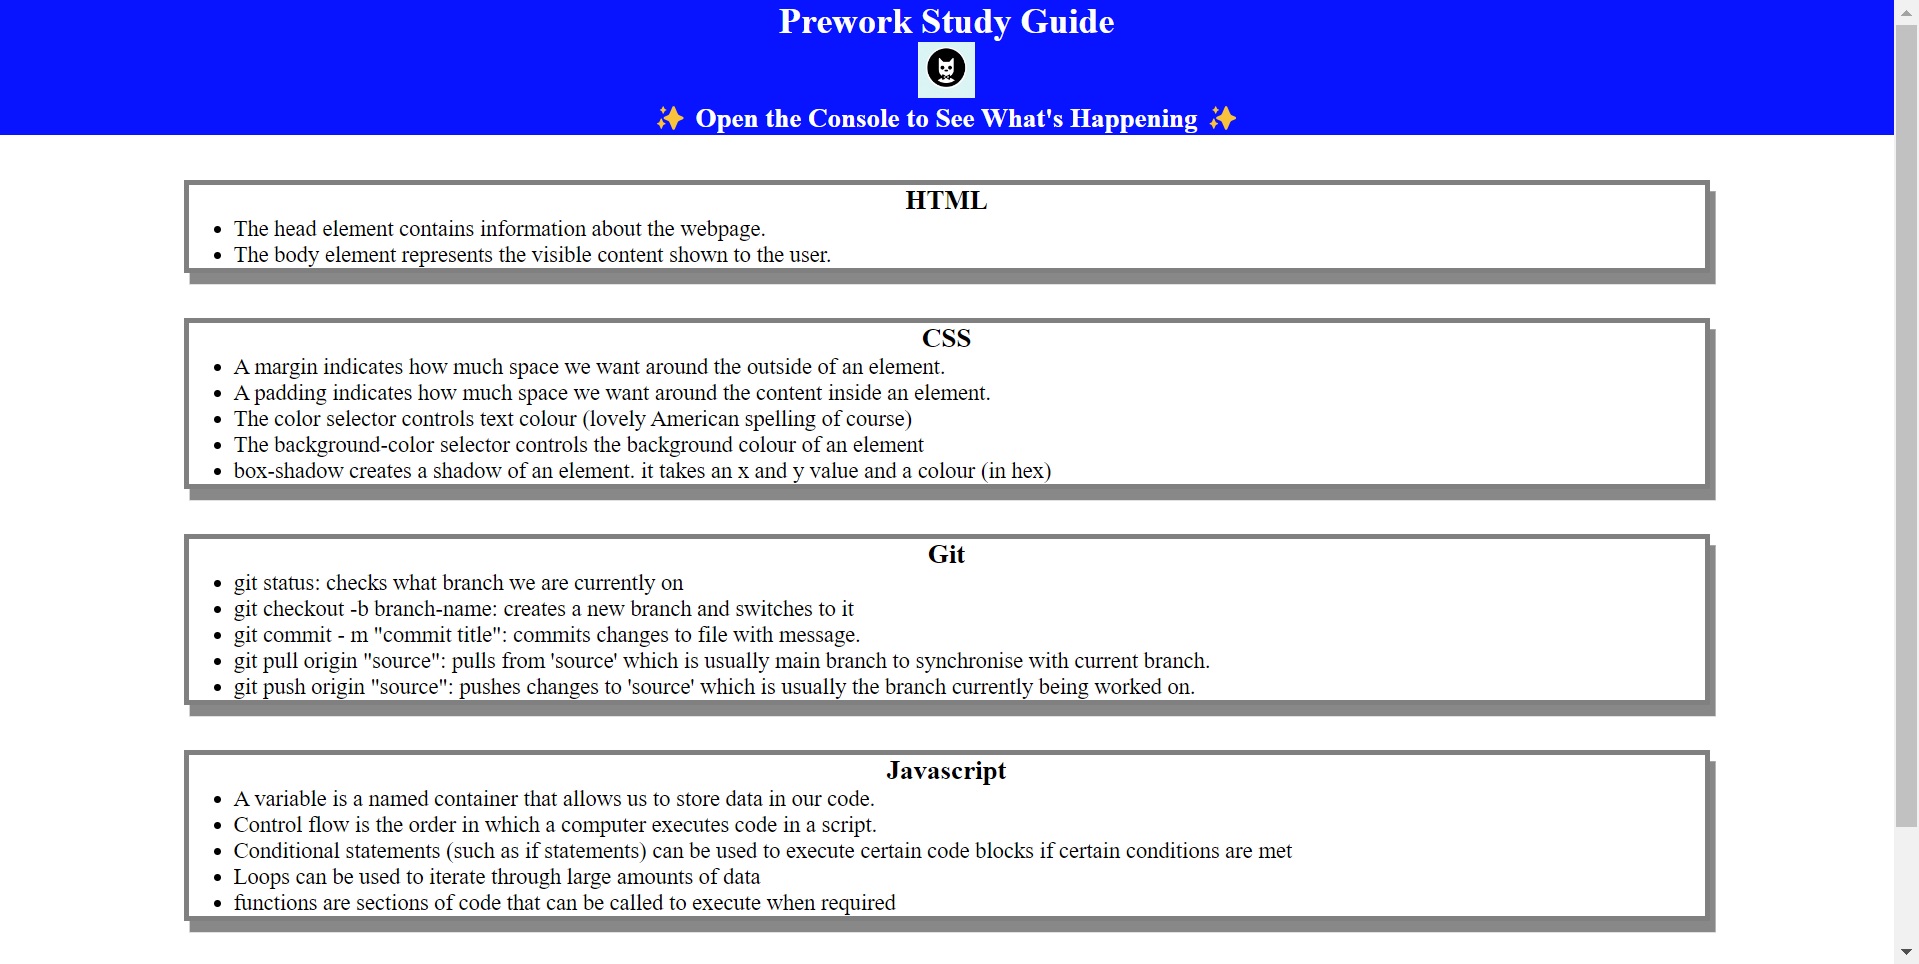 Prework Study Guide
✨ Open the Console to See What's Happening ✨
HTML
• The head element contains information about the webpage.
• The body element represents the visible content shown to the user.
CSS
• A margin indicates how much space we want around the outside of an element.
• A padding indicates how much space we want around the content inside an element.
• The color selector controls text colour (lovely American spelling of course)
• The background-color selector controls the background colour of an element
• box-shadow creates a shadow of an element. it takes an x and y value and a colour (in hex)
Git
• git status: checks what branch we are currently on
• git checkout -b branch-name: creates a new branch and switches to it
• git commit - m "commit title": commits changes to file with message.
• git pull origin "source": pulls from 'source' which is usually main branch to synchronise with current branch.
• git push origin "source": pushes changes to 'source' which is usually the branch currently being worked on.
Javascript
• A variable is a named container that allows us to store data in our code.
• Control flow is the order in which a computer executes code in a script.
• Conditional statements (such as if statements) can be used to execute certain code blocks if certain conditions are met
• Loops can be used to iterate through large amounts of data
• functions are sections of code that can be called to execute when required